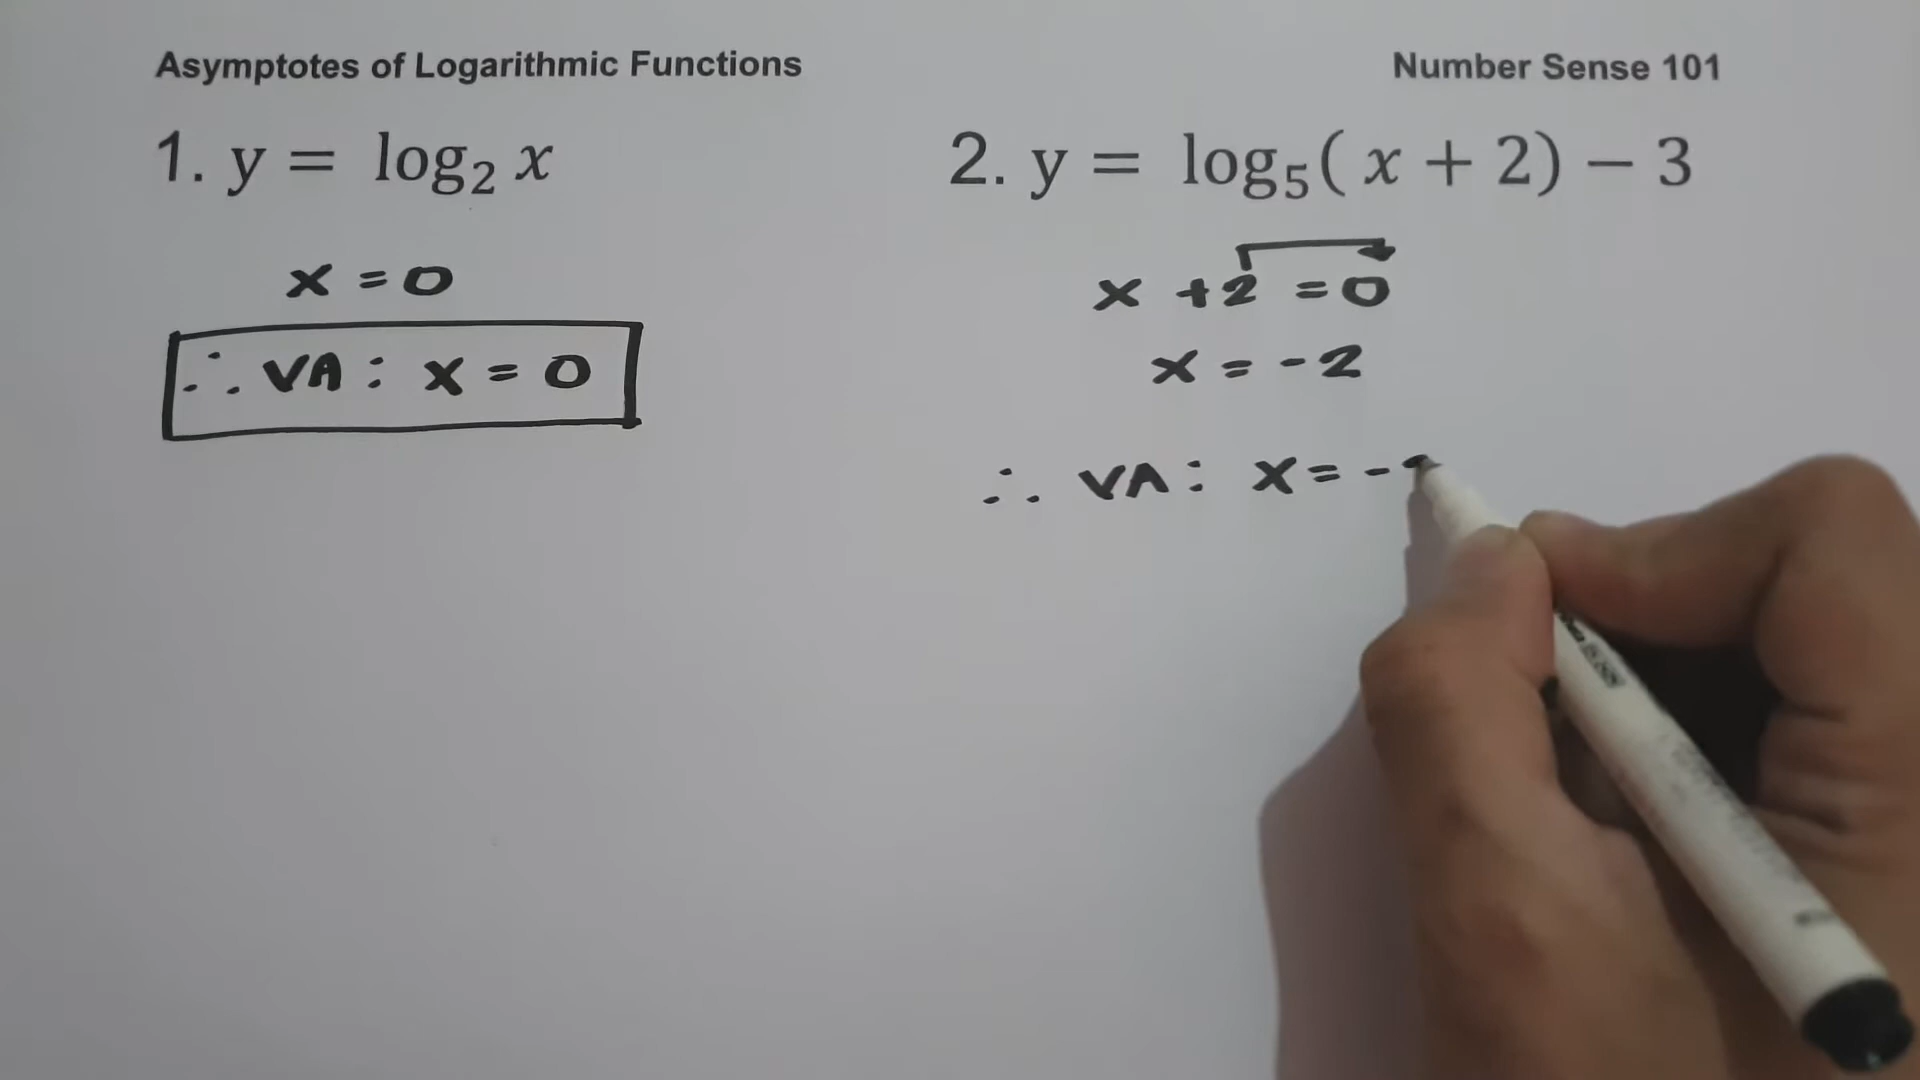 Asymptotes of Logarithmic Functions
Number Sense 101
1. y = log₂ x
x = 0
∴ VA : x = 0
2. y = log₅( x + 2) − 3
x + 2 = 0
x = -2
∴ VA : x = -